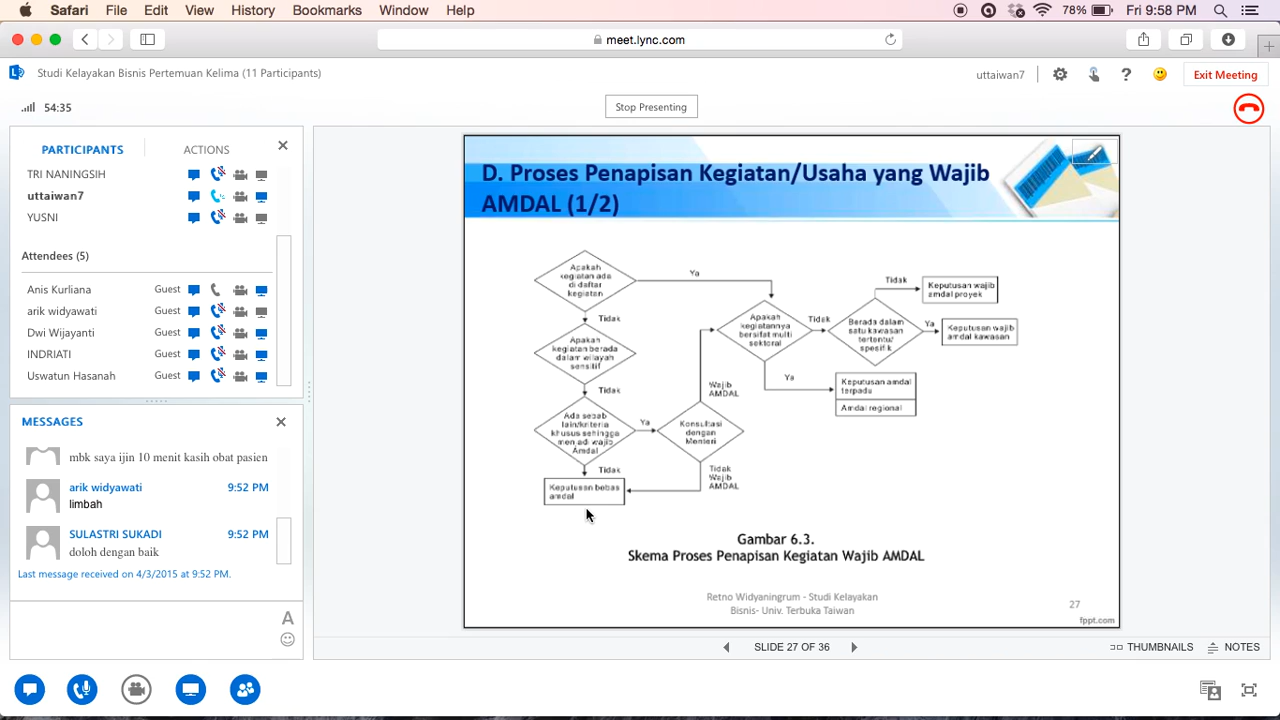 Safari File Edit View History Bookmarks Window Help 78% Fri 9:58 PM
meet.lync.com
Studi Kelayakan Bisnis Pertemuan Kelima (11 Participants) uttaiwan7 Exit Meeting
54:35 Stop Presenting
PARTICIPANTS ACTIONS
TRI NANINGSIH
uttaiwan7
YUSNI
Attendees (5)
Anis Kurliana Guest
arik widyawati Guest
Dwi Wijayanti Guest
INDRIATI Guest
Uswatun Hasanah Guest
MESSAGES
mbk saya ijin 10 menit kasih obat pasien
arik widyawati 9:52 PM
limbah
SULASTRI SUKADI 9:52 PM
doloh dengan baik
Last message received on 4/3/2015 at 9:52 PM.
A
D. Proses Penapisan Kegiatan/Usaha yang Wajib
AMDAL (1/2)
Apakah
kegiatan ada
di daftar
kegiatan
Ya
Tidak
Apakah
kegiatan berada
dalam wilayah
sensitif
Tidak
Ada sebab
lain/kriteria
khusus sehingga
menjadi wajib
Amdal
Ya
Tidak
Keputusan bebas
amdal
Konsultasi
dengan
Menteri
Wajib
AMDAL
Tidak
Wajib
AMDAL
Apakah
kegiatannya
bersifat multi
sektoral
Tidak
Ya
Berada dalam
satu kawasan
tertentu/
spesifik
Tidak
Keputusan wajib
amdal proyek
Ya
Keputusan wajib
amdal kawasan
Keputusan amdal
terpadu
Amdal regional
Gambar 6.3.
Skema Proses Penapisan Kegiatan Wajib AMDAL
Retno Widyaningrum - Studi Kelayakan
Bisnis- Univ. Terbuka Taiwan
27
fppt.com
SLIDE 27 OF 36 THUMBNAILS NOTES